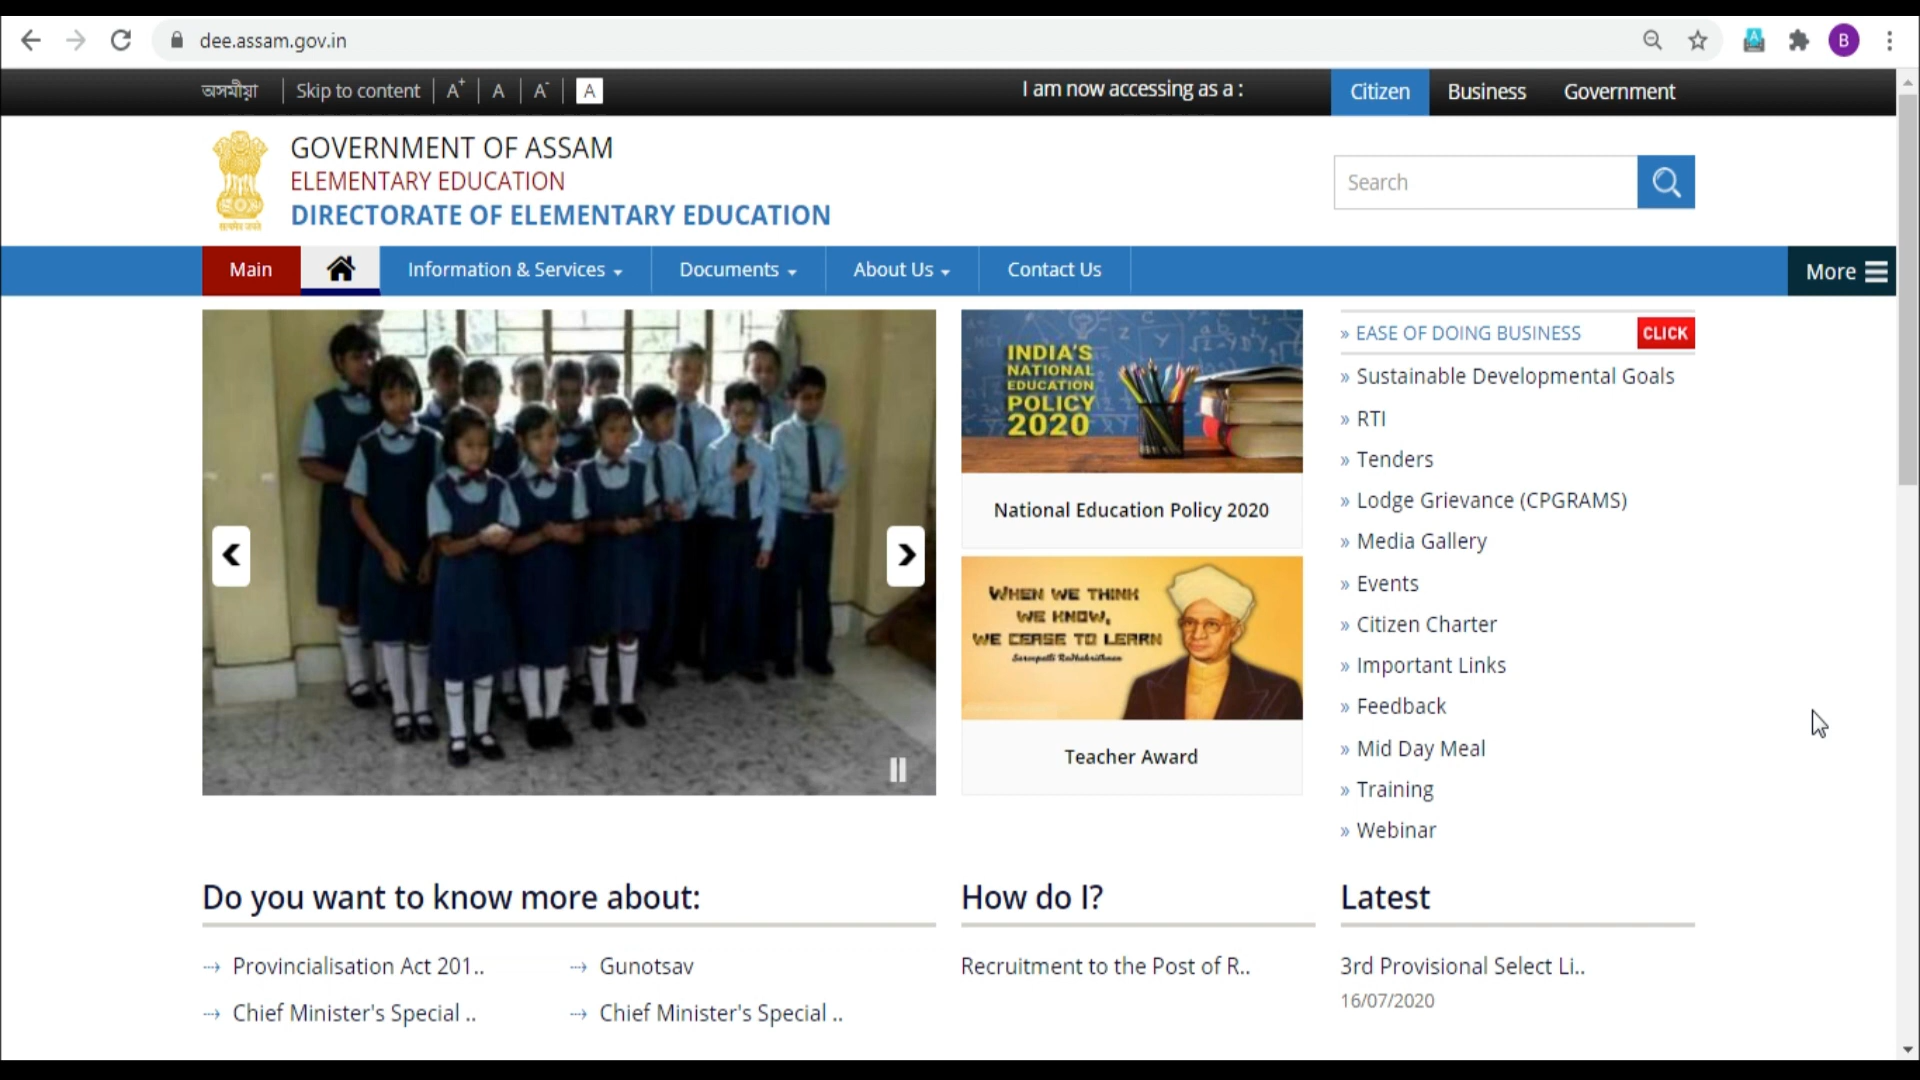 dee.assam.gov.in
B
অসমীয়া
Skip to content
A+
A
A-
A
I am now accessing as a :
Citizen
Business
Government
GOVERNMENT OF ASSAM
ELEMENTARY EDUCATION
DIRECTORATE OF ELEMENTARY EDUCATION
सत्यमेव जयते
Search
Main
Information & Services
Documents
About Us
Contact Us
More
INDIA'S
NATIONAL
EDUCATION
POLICY
2020
National Education Policy 2020
WHEN WE THINK
WE KNOW,
WE CEASE TO LEARN
Sarvepalli Radhakrishnan
Teacher Award
» EASE OF DOING BUSINESS
CLICK
» Sustainable Developmental Goals
» RTI
» Tenders
» Lodge Grievance (CPGRAMS)
» Media Gallery
» Events
» Citizen Charter
» Important Links
» Feedback
» Mid Day Meal
» Training
» Webinar
Do you want to know more about:
Provincialisation Act 201..
Gunotsav
Chief Minister's Special ..
Chief Minister's Special ..
How do I?
Recruitment to the Post of R..
Latest
3rd Provisional Select Li..
16/07/2020